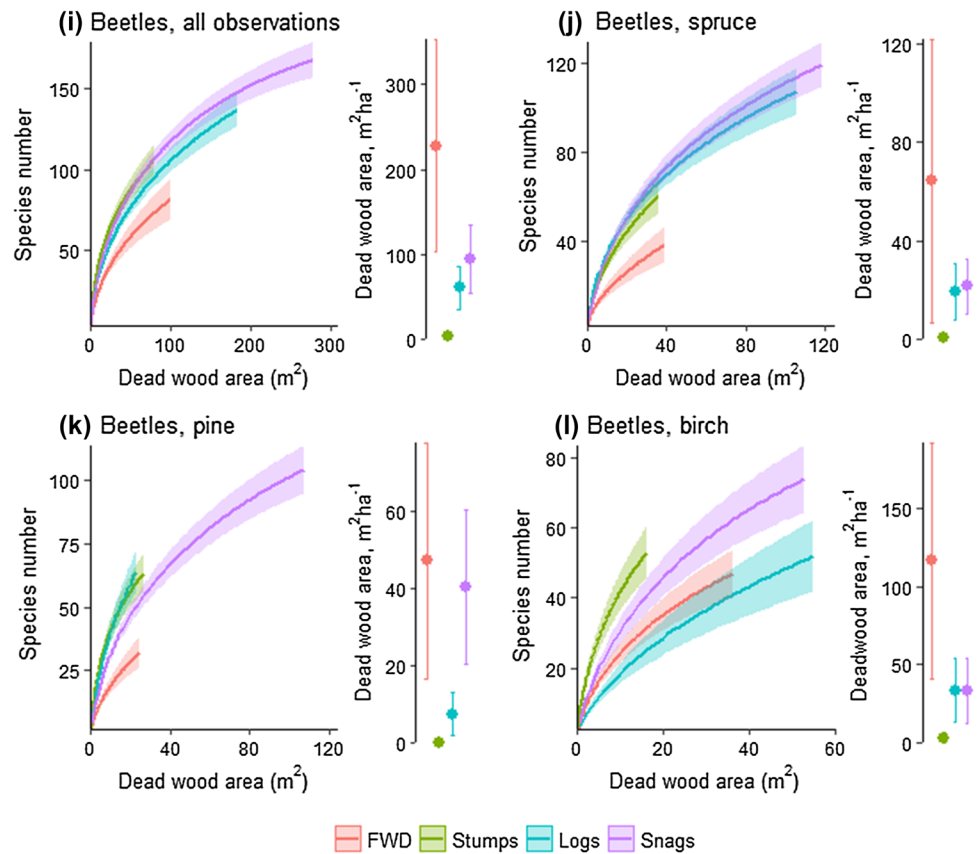 (i) Beetles, all observations
Species number
150
100
50
0 100 200 300
Dead wood area (m²)
Dead wood area, m²ha⁻¹
300
200
100
0
(j) Beetles, spruce
Species number
120
80
40
0 40 80 120
Dead wood area (m²)
Dead wood area, m²ha⁻¹
120
80
40
0
(k) Beetles, pine
Species number
100
75
50
25
0 40 80 120
Dead wood area (m²)
Dead wood area, m²ha⁻¹
60
40
20
0
(l) Beetles, birch
Species number
80
60
40
20
0 20 40 60
Dead wood area (m²)
Deadwood area, m²ha⁻¹
150
100
50
0
FWD Stumps Logs Snags